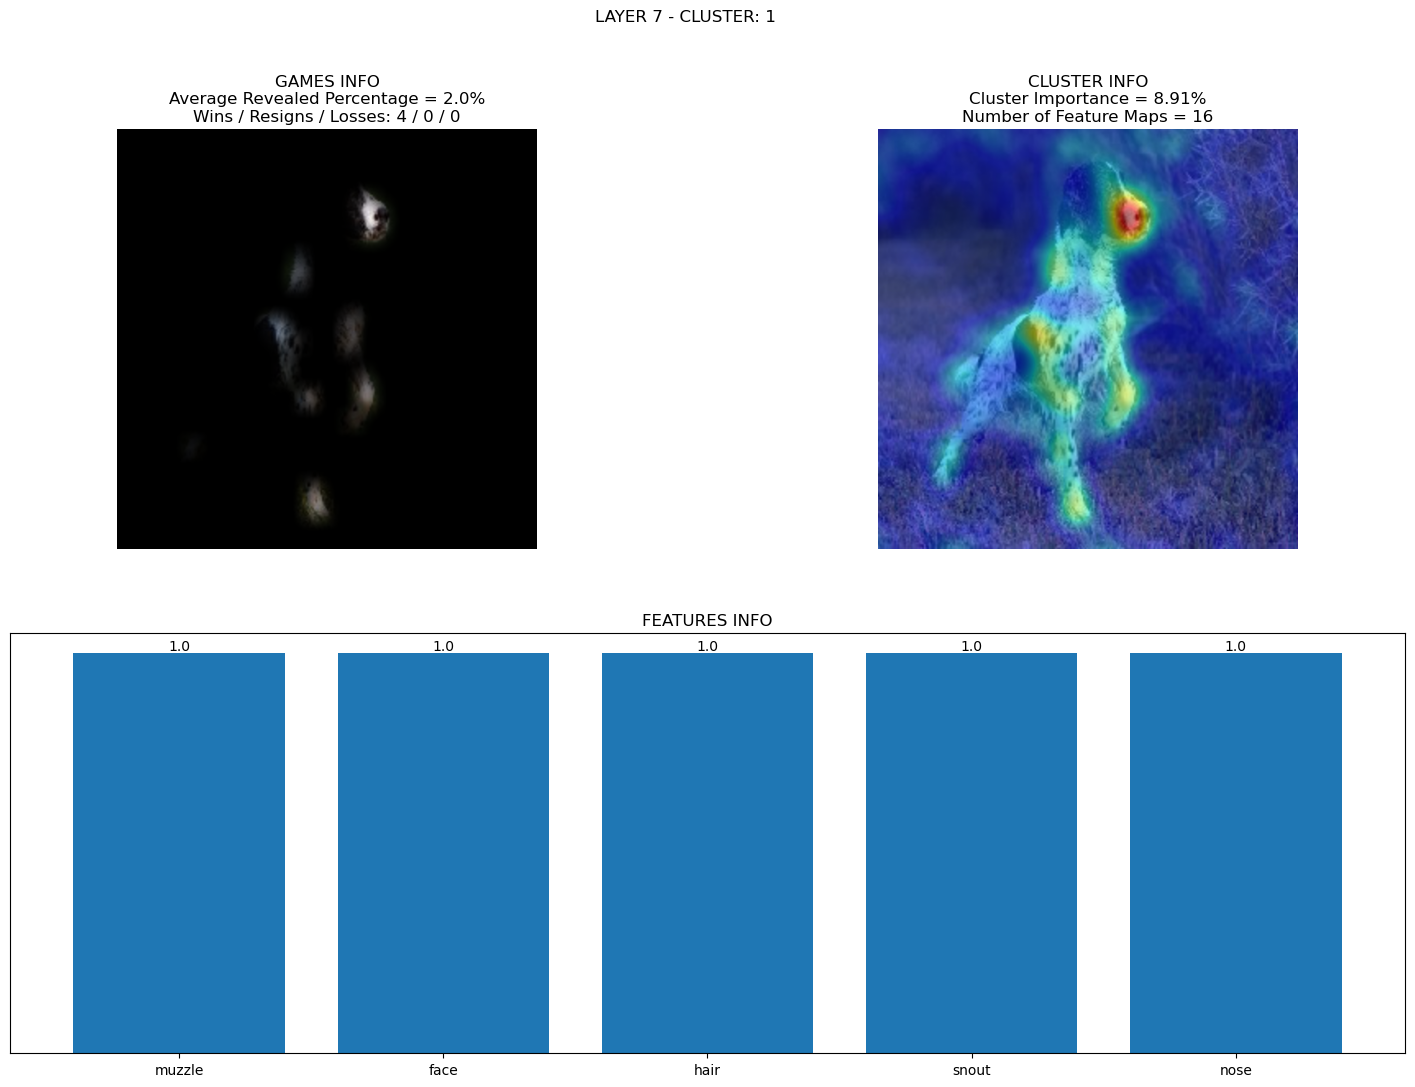 LAYER 7 - CLUSTER: 1
GAMES INFO
Average Revealed Percentage = 2.0%
Wins / Resigns / Losses: 4 / 0 / 0
CLUSTER INFO
Cluster Importance = 8.91%
Number of Feature Maps = 16
FEATURES INFO
1.0 1.0 1.0 1.0 1.0
muzzle face hair snout nose